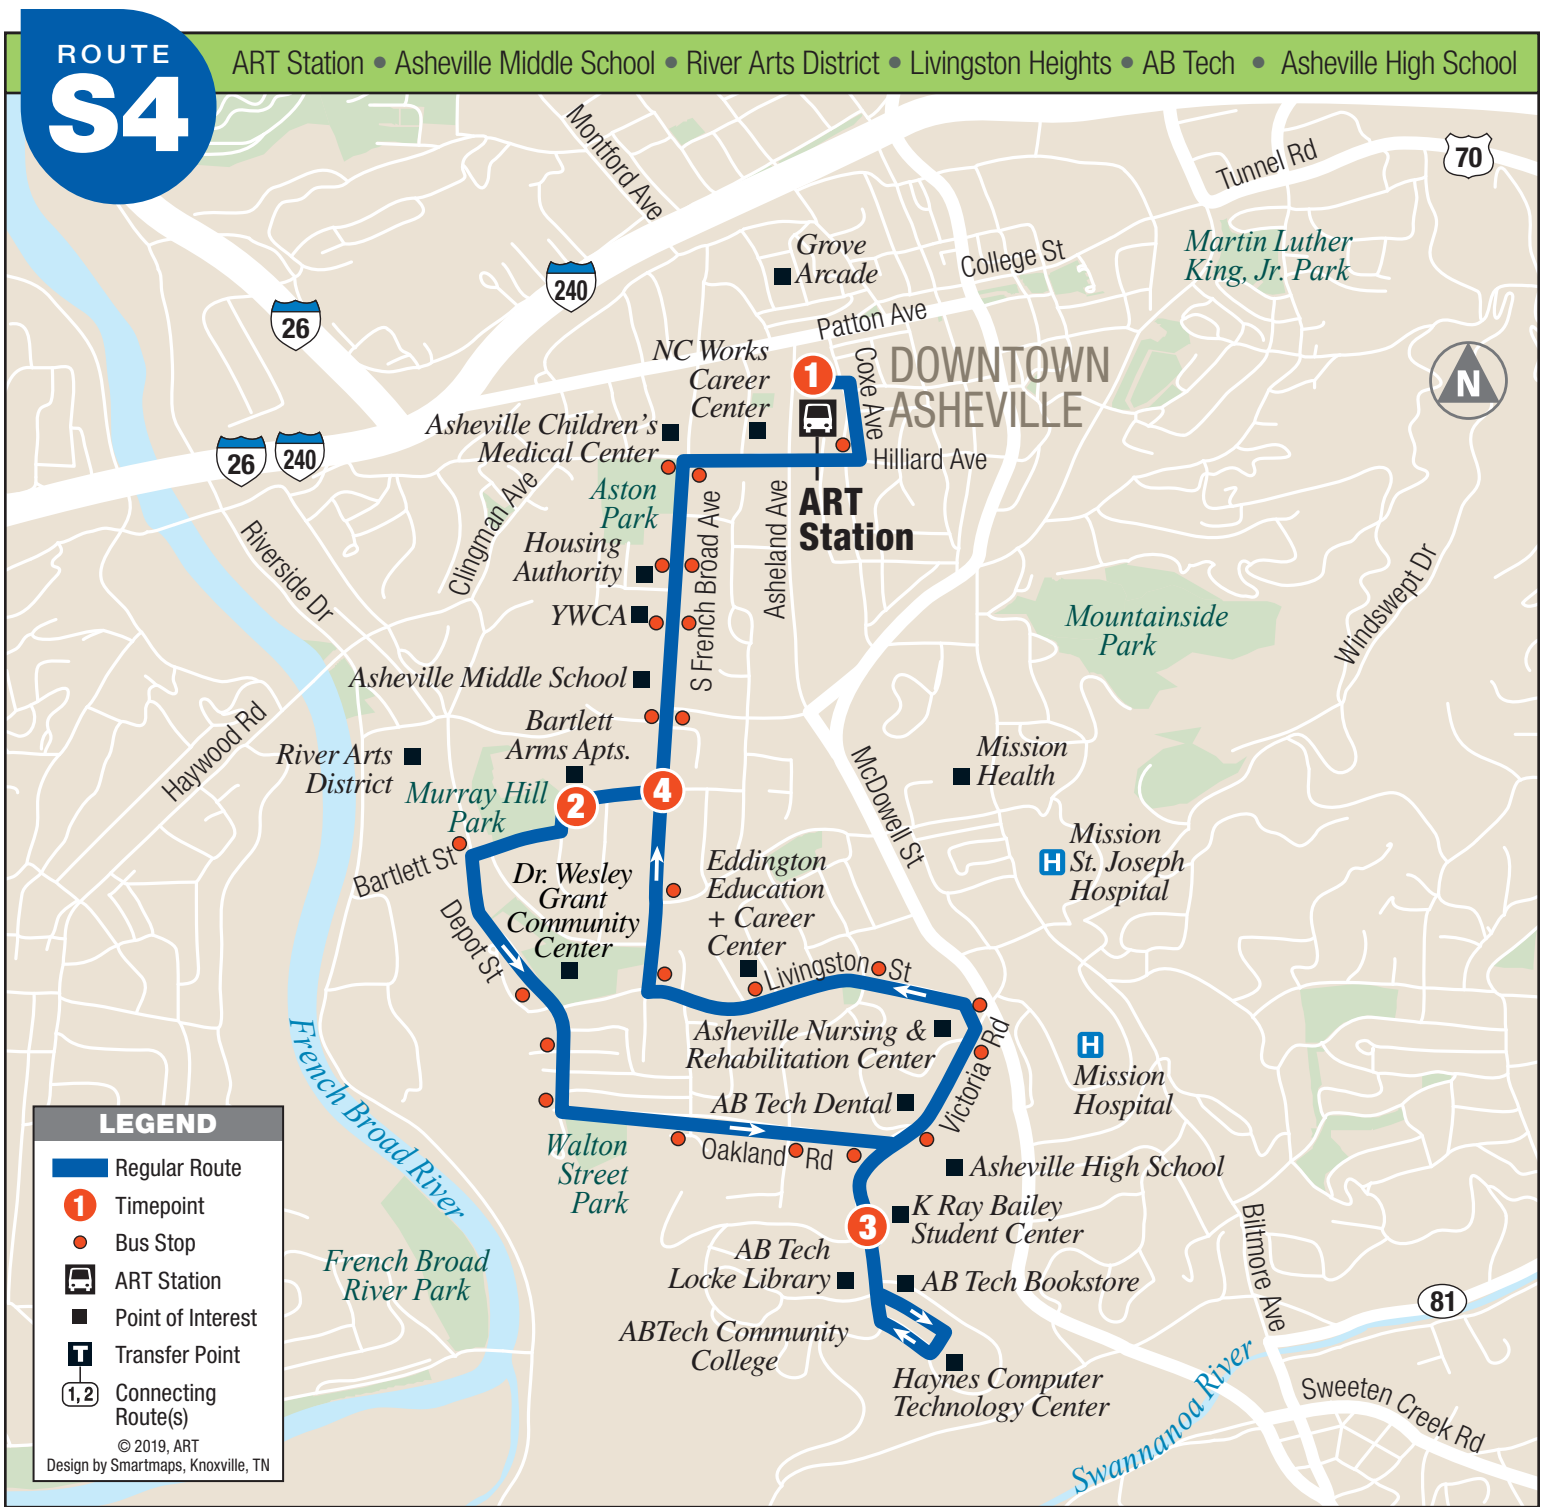 ROUTE
S4
ART Station • Asheville Middle School • River Arts District • Livingston Heights • AB Tech • Asheville High School
Montford Ave
Tunnel Rd
70
Grove
Arcade
College St
Martin Luther
King, Jr. Park
240
26
Patton Ave
NC Works
Career
Center
1
Coxe Ave
DOWNTOWN
ASHEVILLE
N
Asheville Children's
Medical Center
26
240
Hilliard Ave
Aston
Park
Clingman Ave
S French Broad Ave
Asheland Ave
ART
Station
Housing
Authority
Riverside Dr
YWCA
Mountainside
Park
Windswept Dr
Asheville Middle School
Haywood Rd
Bartlett
Arms Apts.
River Arts
District
Murray Hill
Park
2
4
McDowell St
Mission
Health
Bartlett St
H
Mission
St. Joseph
Hospital
Dr. Wesley
Grant
Community
Center
Eddington
Education
+ Career
Center
Depot St
Livingston St
Asheville Nursing &
Rehabilitation Center
Victoria Rd
H
Mission
Hospital
French Broad River
AB Tech Dental
Oakland Rd
Walton
Street
Park
Asheville High School
K Ray Bailey
Student Center
3
AB Tech
Locke Library
AB Tech Bookstore
French Broad
River Park
Biltmore Ave
81
ABTech Community
College
Haynes Computer
Technology Center
Swannanoa River
Sweeten Creek Rd
LEGEND
Regular Route
1
Timepoint
Bus Stop
ART Station
Point of Interest
T
Transfer Point
1, 2
Connecting
Route(s)
© 2019, ART
Design by Smartmaps, Knoxville, TN